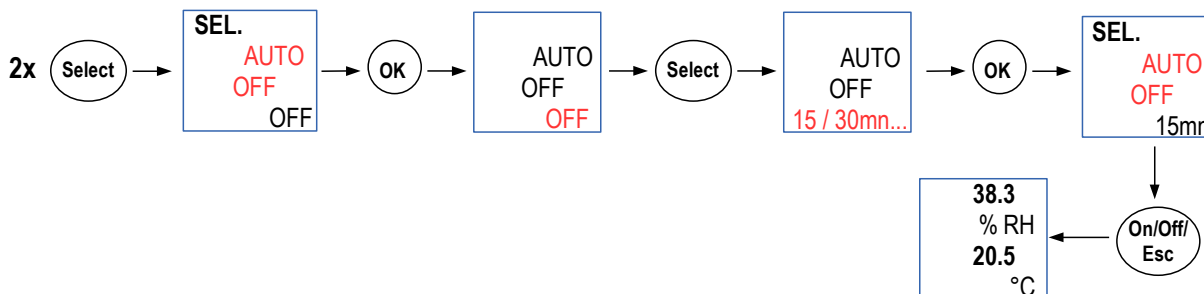 2x
Select
SEL.
AUTO
OFF
OFF
OK
AUTO
OFF
OFF
Select
AUTO
OFF
15 / 30mn...
OK
SEL.
AUTO
OFF
15mn
On/Off/
Esc
38.3
% RH
20.5
°C